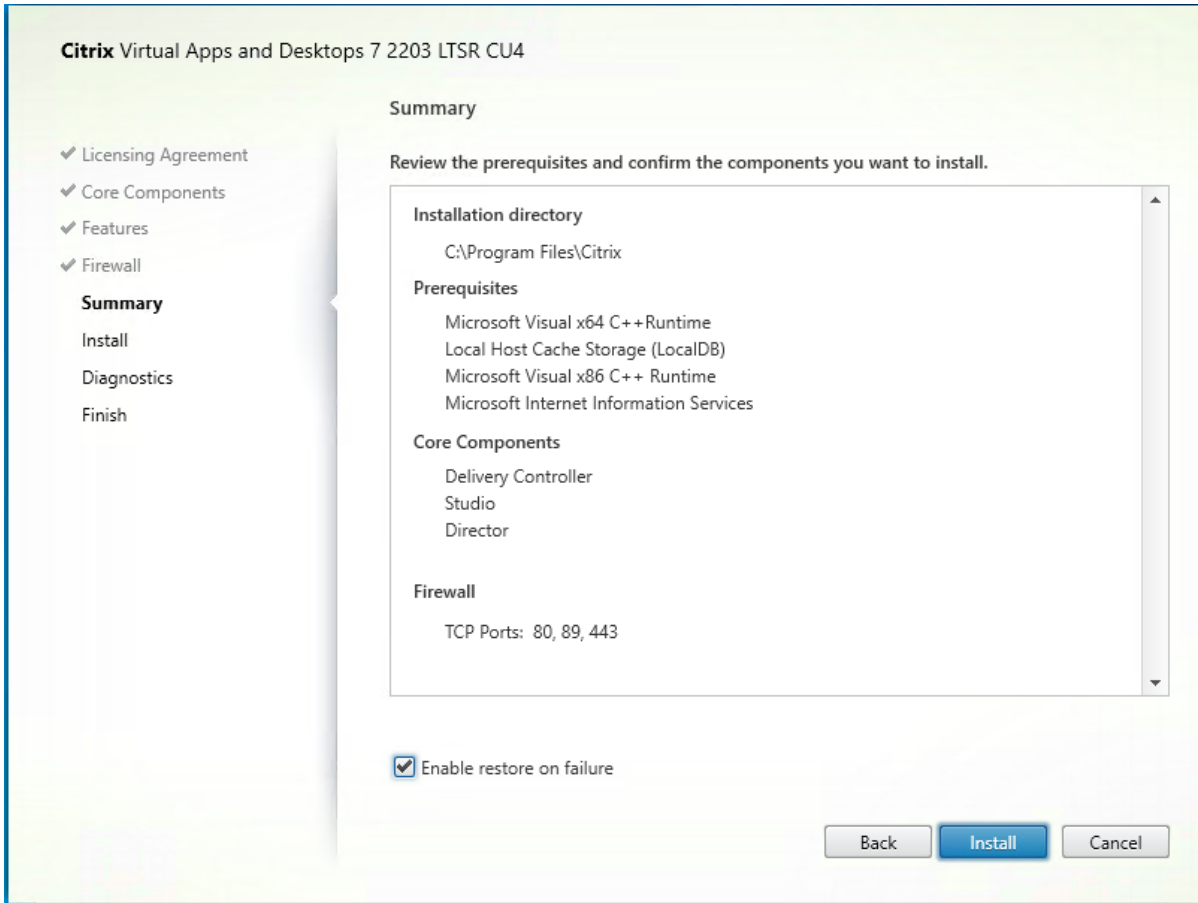 Citrix Virtual Apps and Desktops 7 2203 LTSR CU4
Licensing Agreement
Core Components
Features
Firewall
Summary
Install
Diagnostics
Finish
Summary
Review the prerequisites and confirm the components you want to install.
Installation directory
C:\Program Files\Citrix
Prerequisites
Microsoft Visual x64 C++Runtime
Local Host Cache Storage (LocalDB)
Microsoft Visual x86 C++ Runtime
Microsoft Internet Information Services
Core Components
Delivery Controller
Studio
Director
Firewall
TCP Ports: 80, 89, 443
Enable restore on failure
Back Install Cancel